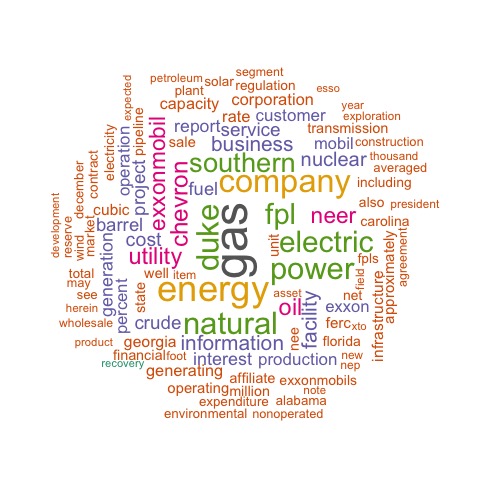 segment
petroleum solar esso
plant regulation
expected capacity corporation year
rate customer exploration
report service transmission
pipeline sale business mobil construction
electricity operation exxonmobil southern nuclear thousand
averaged
contract project fuel company including
december chevron also president
cubic duke gas fpl neer carolina
development barrel
reserve wind market cost unit electric approximately agreement
generation utility power fpls
total well item field
may energy asset net
see percent state oil facility exxon infrastructure
herein natural
wholesale crude ferc xto
product georgia information nee florida
financial foot interest production new
recovery generating nep
affiliate exxonmobils
operating million note
expenditure alabama
environmental nonoperated